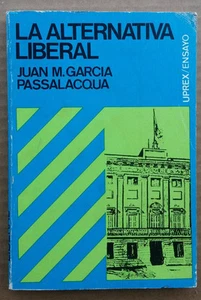 LA ALTERNATIVA
LIBERAL
JUAN M. GARCIA
PASSALACQUA
UPREX/ENSAYO